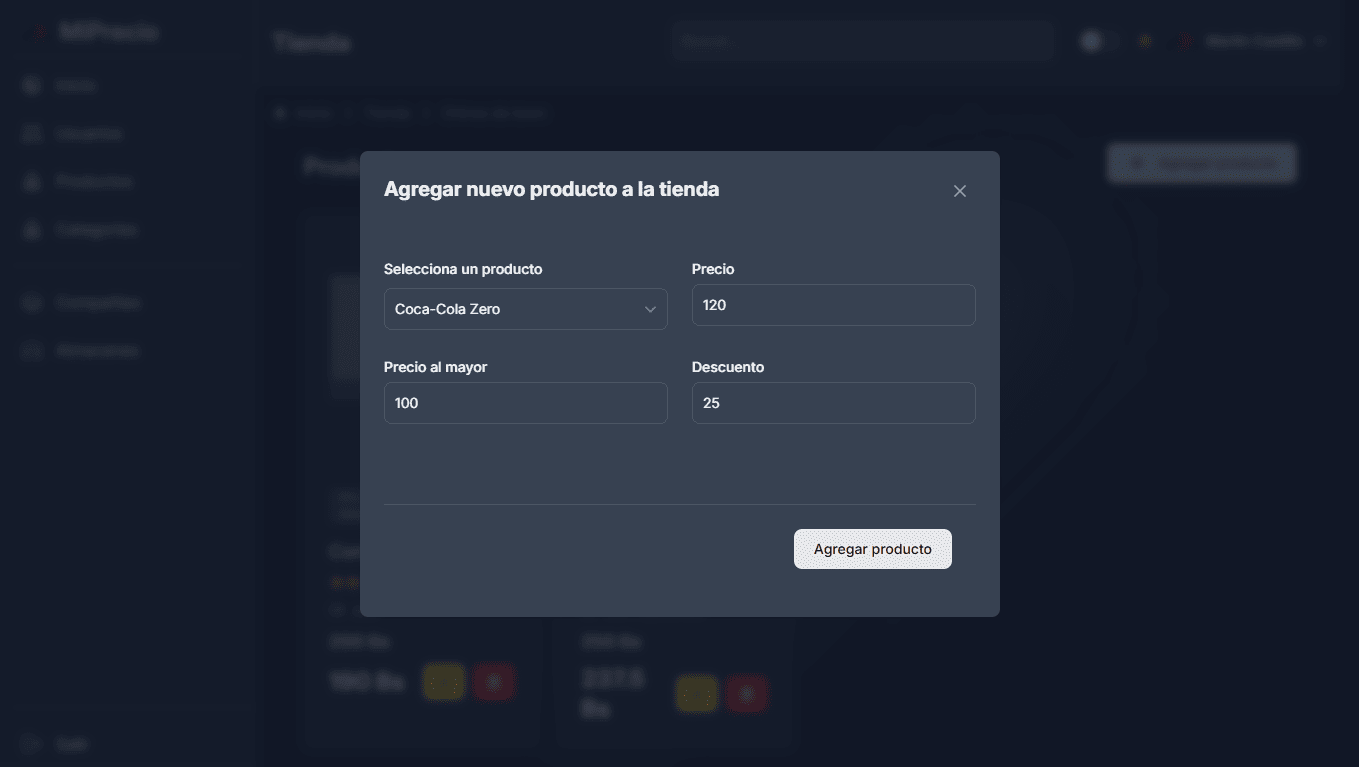 MiPrecio
Tienda
Inicio
Usuarios
Productos
Categorías
Compañías
Almacenes
Salir
Agregar nuevo producto a la tienda
Selecciona un producto
Precio
Coca-Cola Zero
120
Precio al mayor
Descuento
100
25
Agregar producto
190 Bs
237.5
Bs